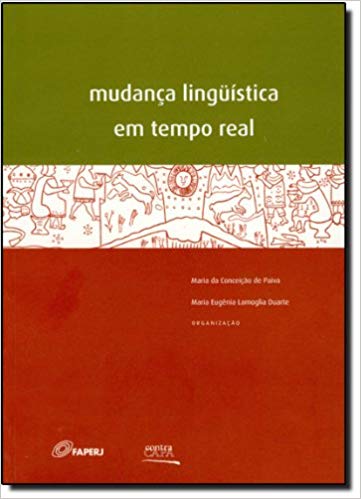 mudança lingüística
em tempo real
Maria da Conceição de Paiva
Maria Eugênia Lamoglia Duarte
ORGANIZAÇÃO
FAPERJ
contra
CAPA